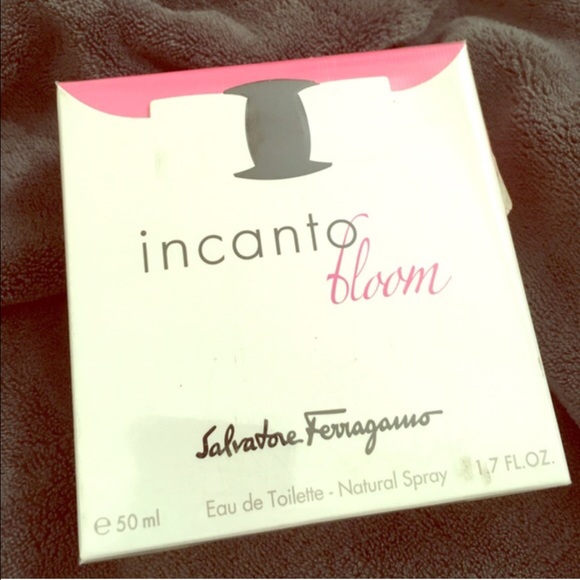 incanto
bloom
Salvatore Ferragamo
℮ 50 ml Eau de Toilette - Natural Spray 1.7 FL.OZ.